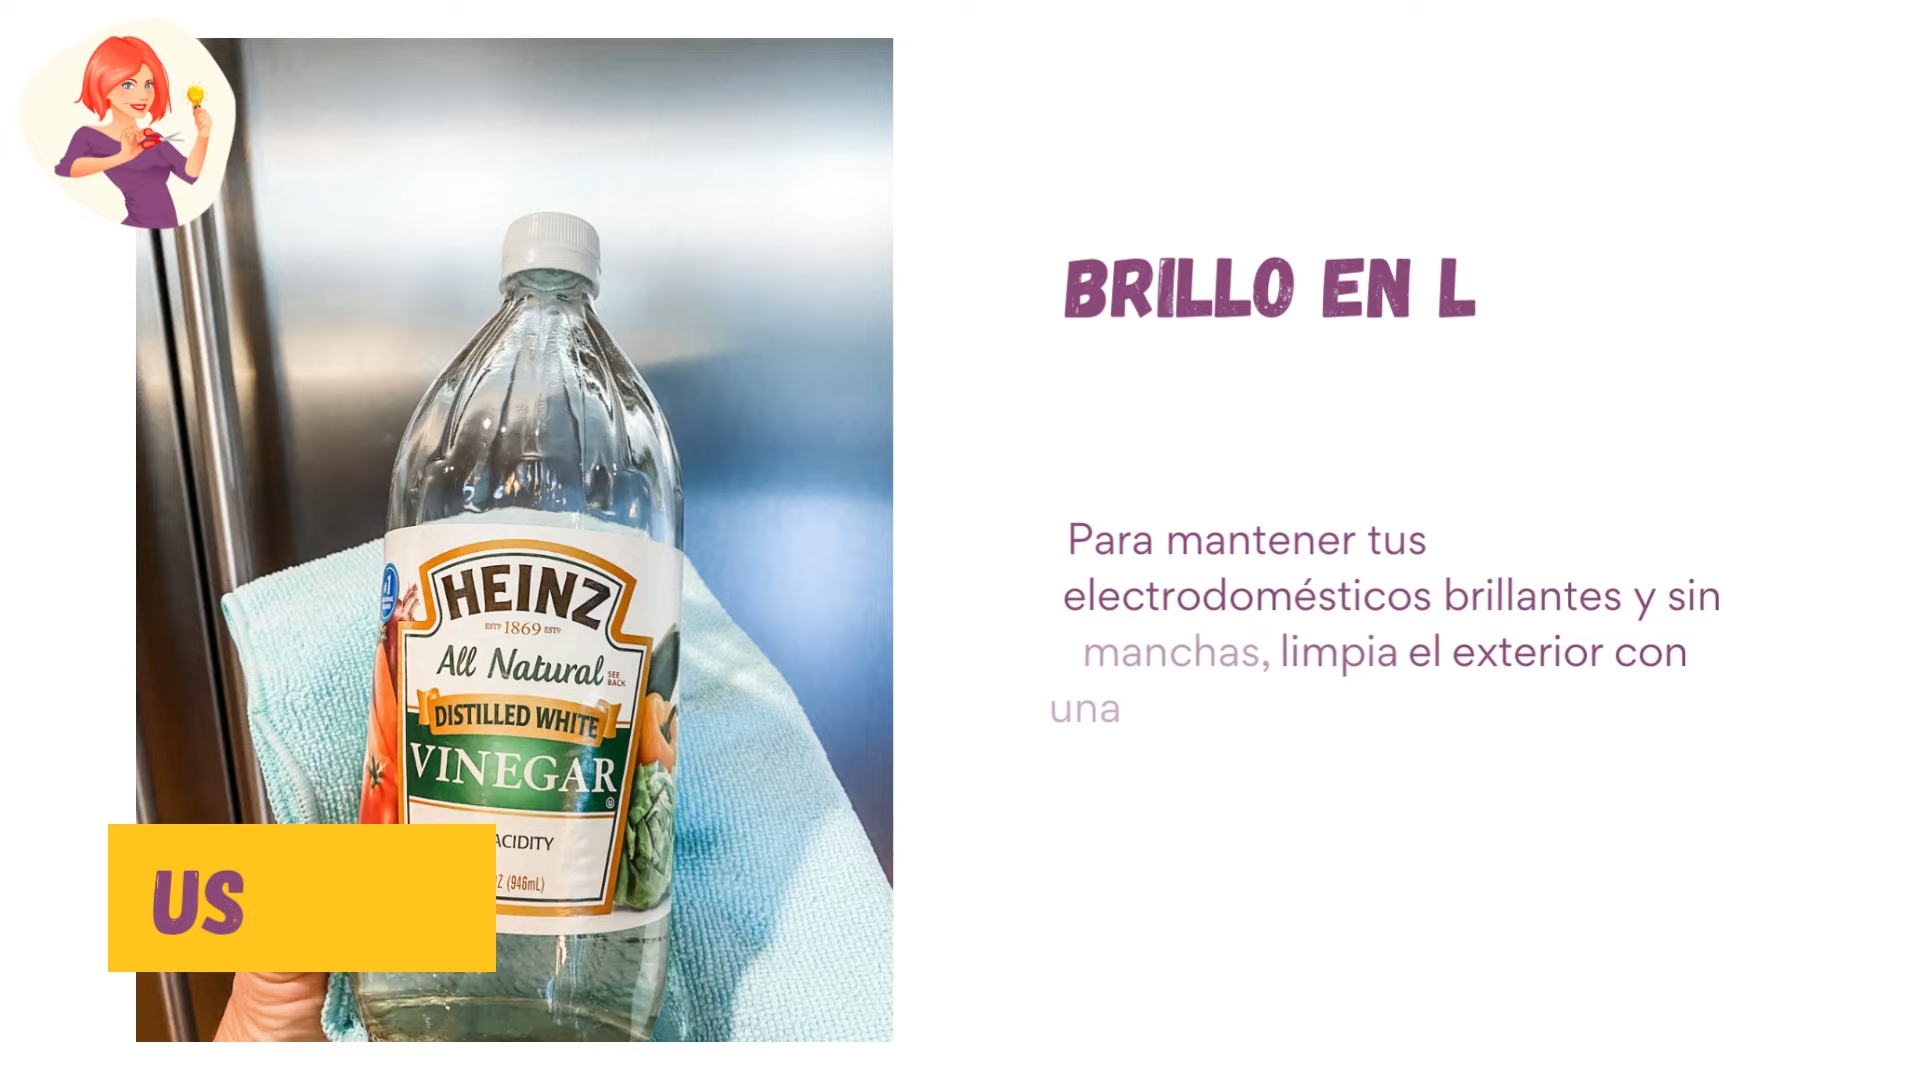 BRILLO EN L
Para mantener tus
electrodomésticos brillantes y sin
manchas, limpia el exterior con
una
#1
HEINZ
ESTD 1869 ESTD
All Natural SEE
BACK
DISTILLED WHITE
VINEGAR
ACIDITY
Z (946mL)
US